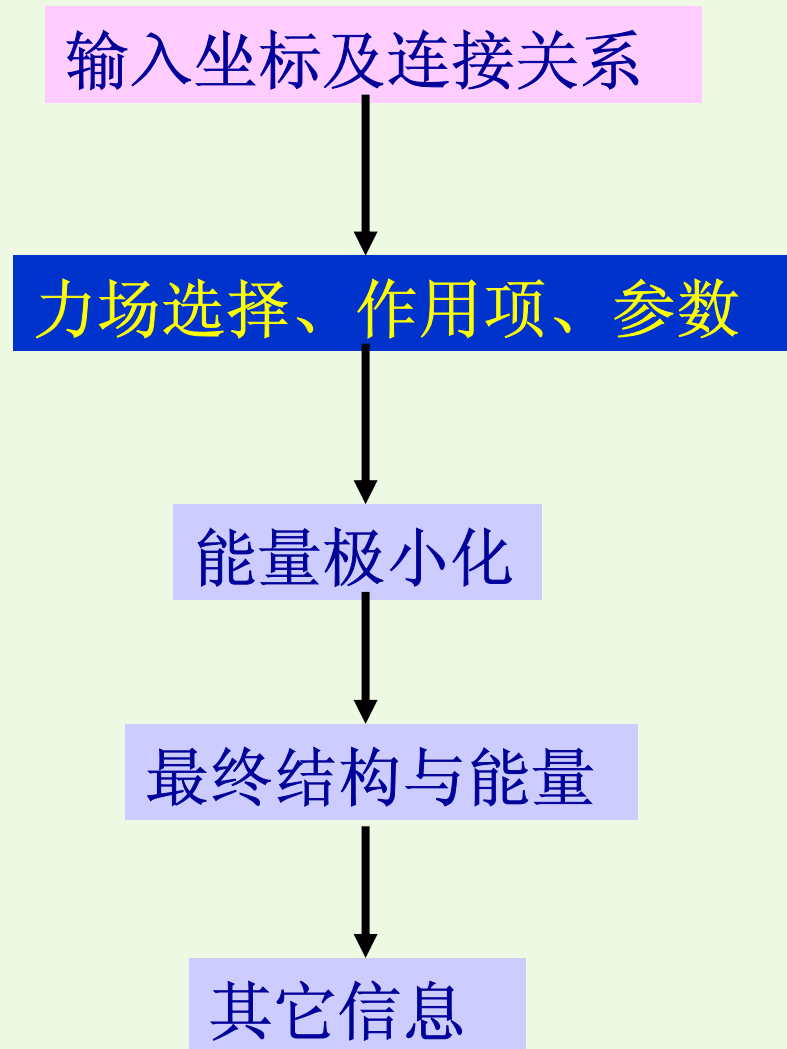 输入坐标及连接关系
力场选择、作用项、参数
能量极小化
最终结构与能量
其它信息